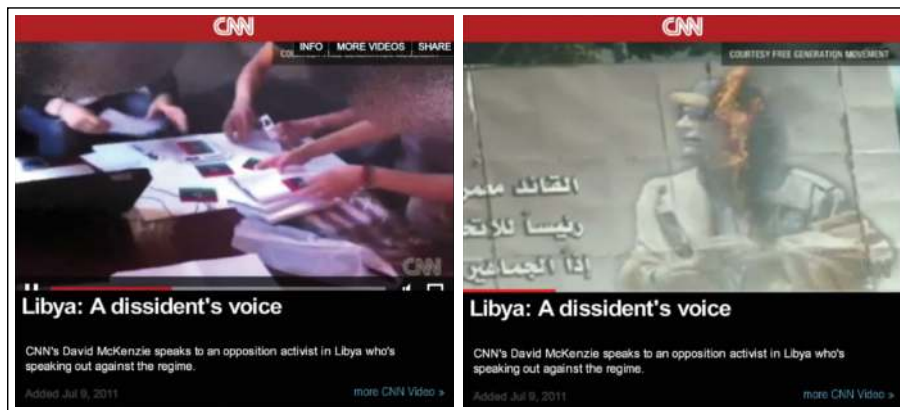 CNN
INFO MORE VIDEOS SHARE
CNN
Libya: A dissident's voice
CNN's David McKenzie speaks to an opposition activist in Libya who's
speaking out against the regime.
Added Jul 9, 2011
more CNN Video »
CNN
COURTESY FREE GENERATION MOVEMENT
القائد
رئيساً
إذا الجماهير
CNN
Libya: A dissident's voice
CNN's David McKenzie speaks to an opposition activist in Libya who's
speaking out against the regime.
Added Jul 9, 2011
more CNN Video »